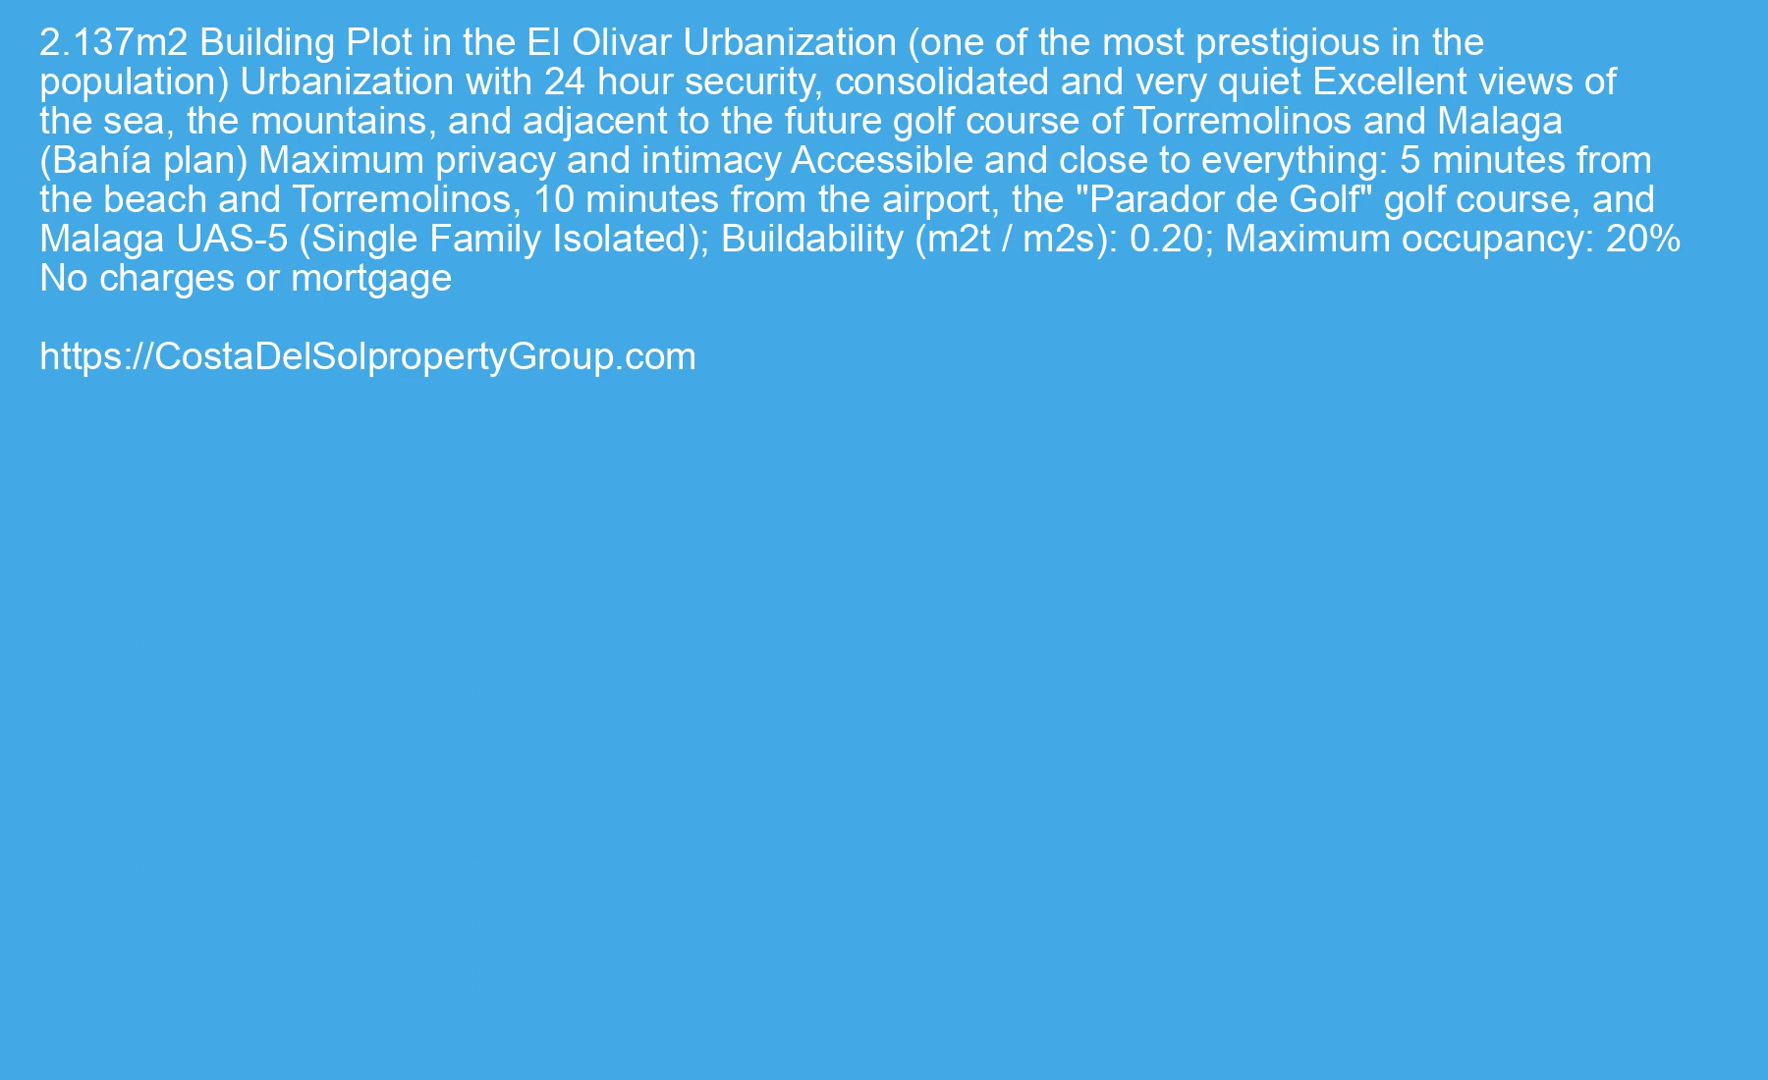 2.137m2 Building Plot in the El Olivar Urbanization (one of the most prestigious in the
population) Urbanization with 24 hour security, consolidated and very quiet Excellent views of
the sea, the mountains, and adjacent to the future golf course of Torremolinos and Malaga
(Bahía plan) Maximum privacy and intimacy Accessible and close to everything: 5 minutes from
the beach and Torremolinos, 10 minutes from the airport, the "Parador de Golf" golf course, and
Malaga UAS-5 (Single Family Isolated); Buildability (m2t / m2s): 0.20; Maximum occupancy: 20%
No charges or mortgage
https://CostaDelSolpropertyGroup.com